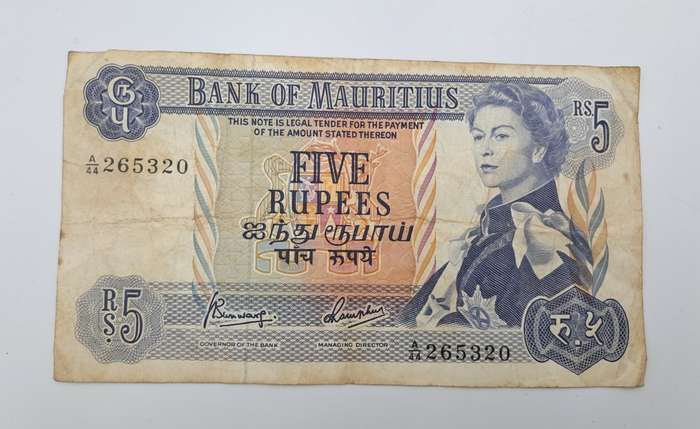 BANK OF MAURITIUS
RS. 5
THIS NOTE IS LEGAL TENDER FOR THE PAYMENT
OF THE AMOUNT STATED THEREON
A/44 265320
FIVE
RUPEES
ஐந்து ரூபாய்
पाँच रूपये
RS. 5
रु. ५
GOVERNOR OF THE BANK
MANAGING DIRECTOR
A/44 265320